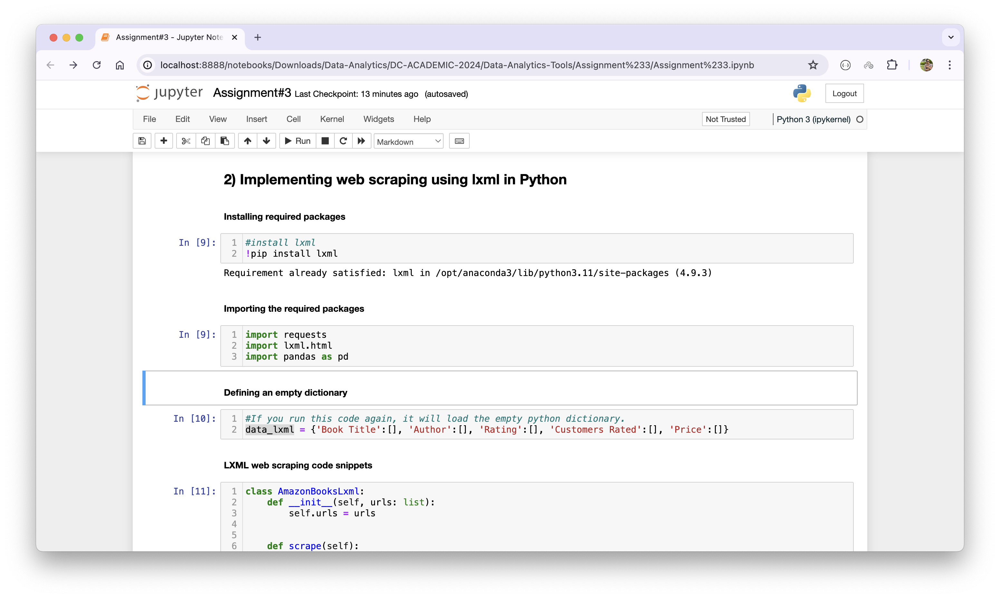 Assignment#3 - Jupyter Note
localhost:8888/notebooks/Downloads/Data-Analytics/DC-ACADEMIC-2024/Data-Analytics-Tools/Assignment%233/Assignment%233.ipynb
jupyter Assignment#3 Last Checkpoint: 13 minutes ago (autosaved)
Logout
File Edit View Insert Cell Kernel Widgets Help
Not Trusted
Python 3 (ipykernel)
Run
Markdown
2) Implementing web scraping using lxml in Python
Installing required packages
In [9]:
1 #install lxml
2 !pip install lxml
Requirement already satisfied: lxml in /opt/anaconda3/lib/python3.11/site-packages (4.9.3)
Importing the required packages
In [9]:
1 import requests
2 import lxml.html
3 import pandas as pd
Defining an empty dictionary
In [10]:
1 #If you run this code again, it will load the empty python dictionary.
2 data_lxml = {'Book Title':[], 'Author':[], 'Rating':[], 'Customers Rated':[], 'Price':[]}
LXML web scraping code snippets
In [11]:
1 class AmazonBooksLxml:
2     def __init__(self, urls: list):
3         self.urls = urls
4
5
6     def scrape(self):